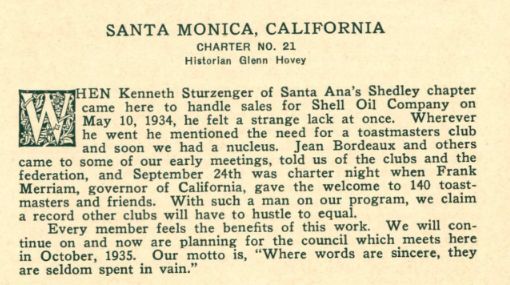 SANTA MONICA, CALIFORNIA
CHARTER NO. 21
Historian Glenn Hovey
WHEN Kenneth Sturzenger of Santa Ana's Shedley chapter
came here to handle sales for Shell Oil Company on
May 10, 1934, he felt a strange lack at once. Wherever
he went he mentioned the need for a toastmasters club
and soon we had a nucleus. Jean Bordeaux and others
came to some of our early meetings, told us of the clubs and the
federation, and September 24th was charter night when Frank
Merriam, governor of California, gave the welcome to 140 toast-
masters and friends. With such a man on our program, we claim
a record other clubs will have to hustle to equal.
Every member feels the benefits of this work. We will con-
tinue on and now are planning for the council which meets here
in October, 1935. Our motto is, "Where words are sincere, they
are seldom spent in vain."